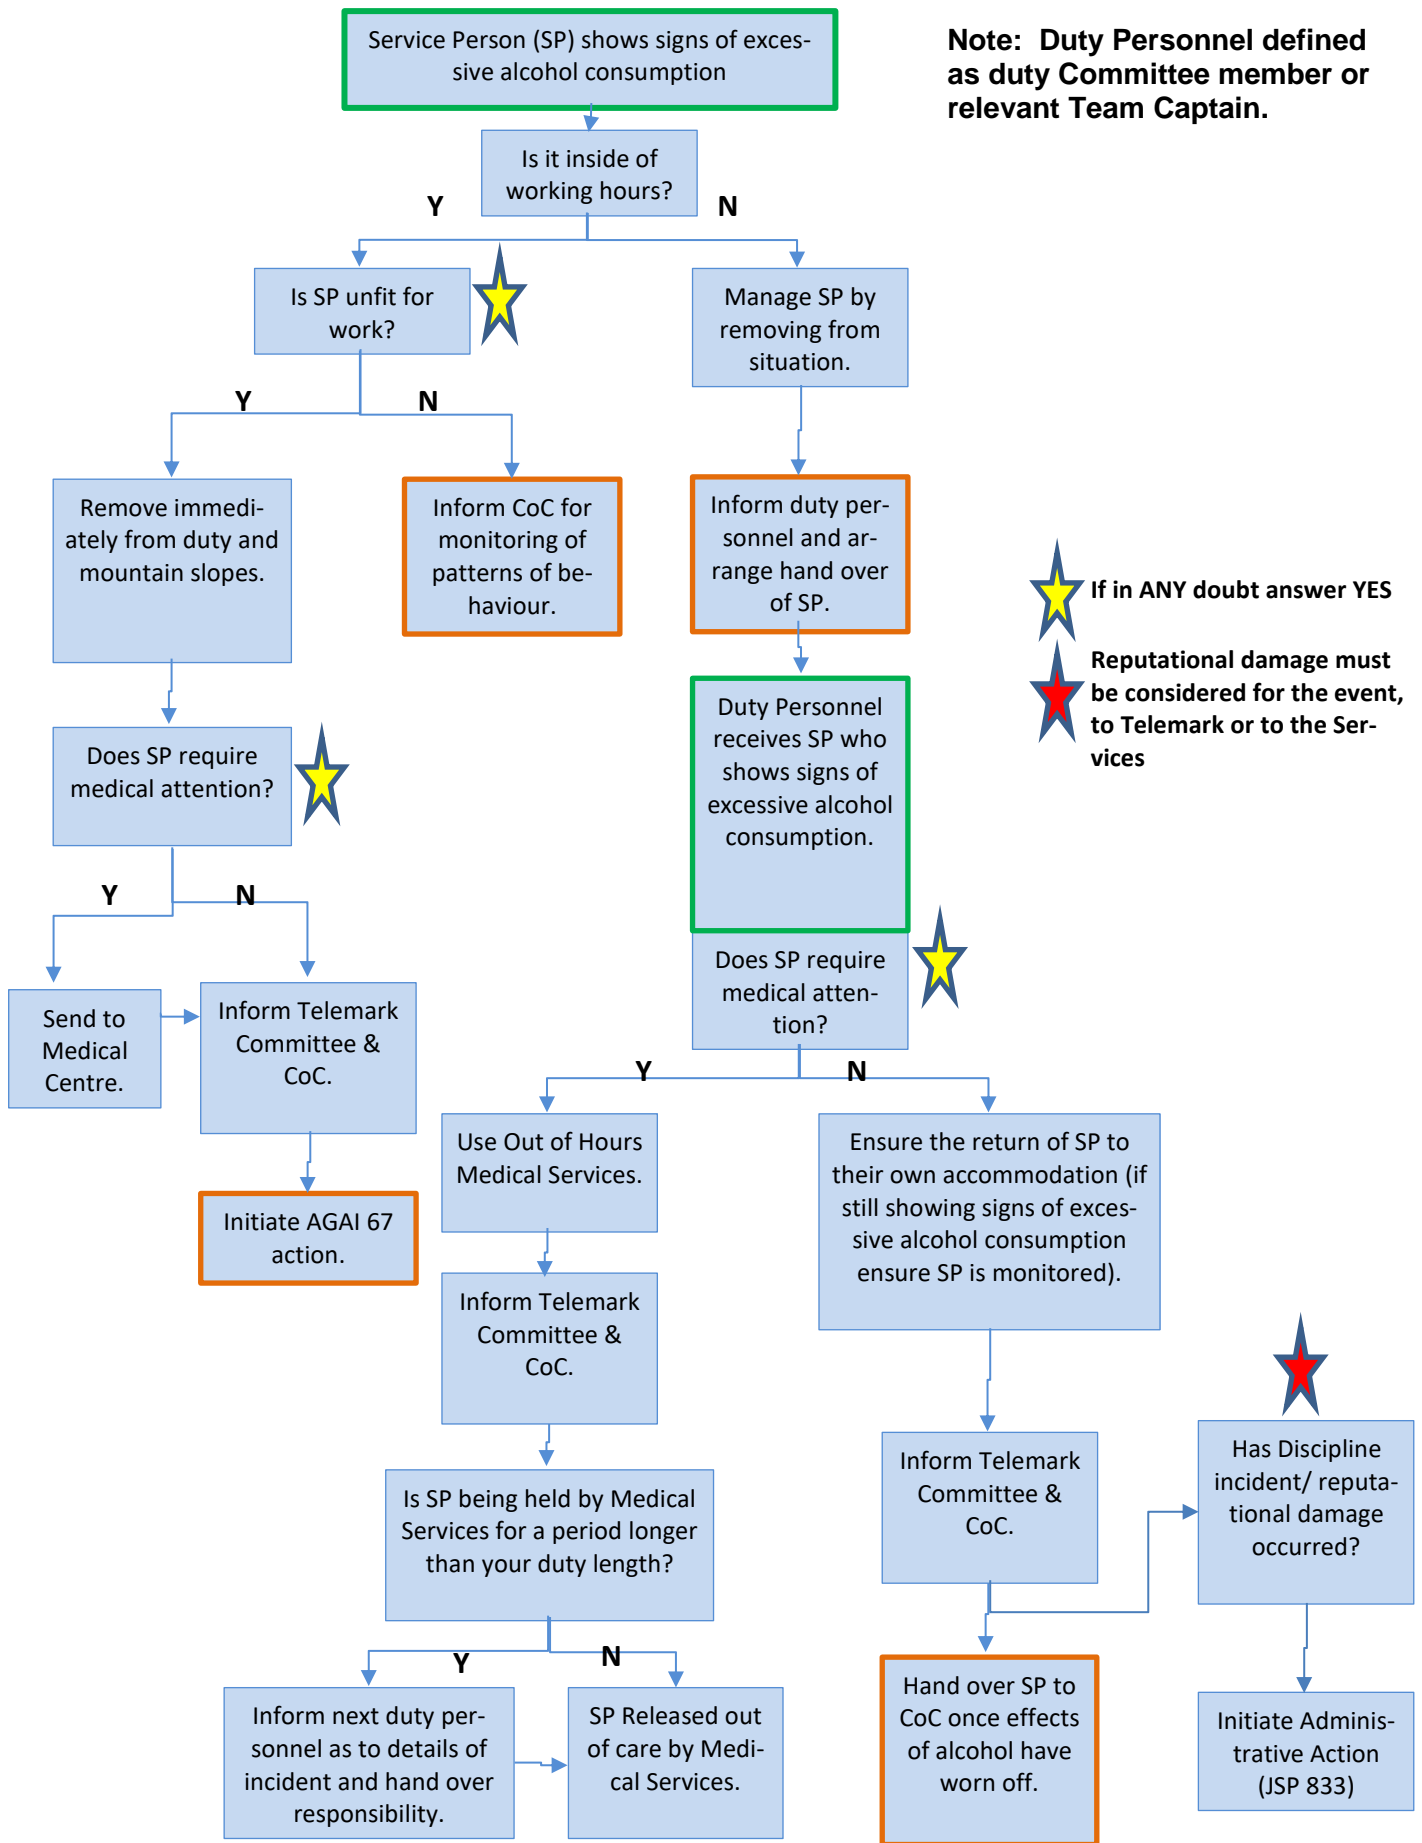 Service Person (SP) shows signs of exces-
sive alcohol consumption
Note:  Duty Personnel defined
as duty Committee member or
relevant Team Captain.
Is it inside of
working hours?
Y
N
Is SP unfit for
work?
Manage SP by
removing from
situation.
Y
N
Remove immedi-
ately from duty and
mountain slopes.
Inform CoC for
monitoring of
patterns of be-
haviour.
Inform duty per-
sonnel and ar-
range hand over
of SP.
If in ANY doubt answer YES
Reputational damage must
be considered for the event,
to Telemark or to the Ser-
vices
Does SP require
medical attention?
Duty Personnel
receives SP who
shows signs of
excessive alcohol
consumption.
Y
N
Does SP require
medical atten-
tion?
Send to
Medical
Centre.
Inform Telemark
Committee &
CoC.
Y
N
Initiate AGAI 67
action.
Use Out of Hours
Medical Services.
Ensure the return of SP to
their own accommodation (if
still showing signs of exces-
sive alcohol consumption
ensure SP is monitored).
Inform Telemark
Committee &
CoC.
Inform Telemark
Committee &
CoC.
Has Discipline
incident/ reputa-
tional damage
occurred?
Is SP being held by Medical
Services for a period longer
than your duty length?
Y
N
Inform next duty per-
sonnel as to details of
incident and hand over
responsibility.
SP Released out
of care by Medi-
cal Services.
Hand over SP to
CoC once effects
of alcohol have
worn off.
Initiate Adminis-
trative Action
(JSP 833)